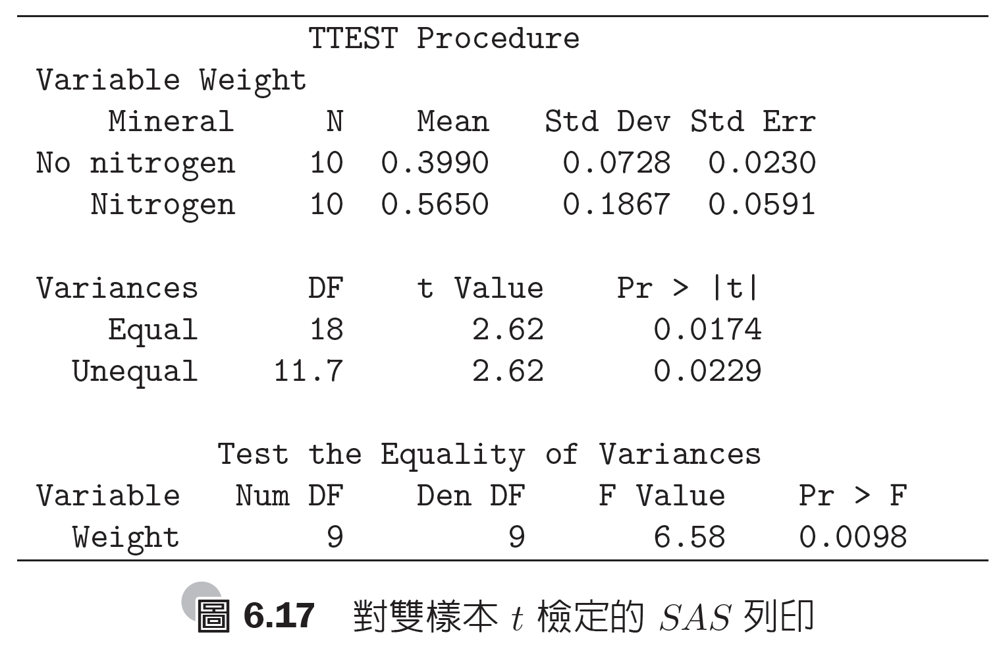 TTEST Procedure
Variable Weight
Mineral N Mean Std Dev Std Err
No nitrogen 10 0.3990 0.0728 0.0230
Nitrogen 10 0.5650 0.1867 0.0591
Variances DF t Value Pr > |t|
Equal 18 2.62 0.0174
Unequal 11.7 2.62 0.0229
Test the Equality of Variances
Variable Num DF Den DF F Value Pr > F
Weight 9 9 6.58 0.0098
圖 6.17 對雙樣本 t 檢定的 SAS 列印